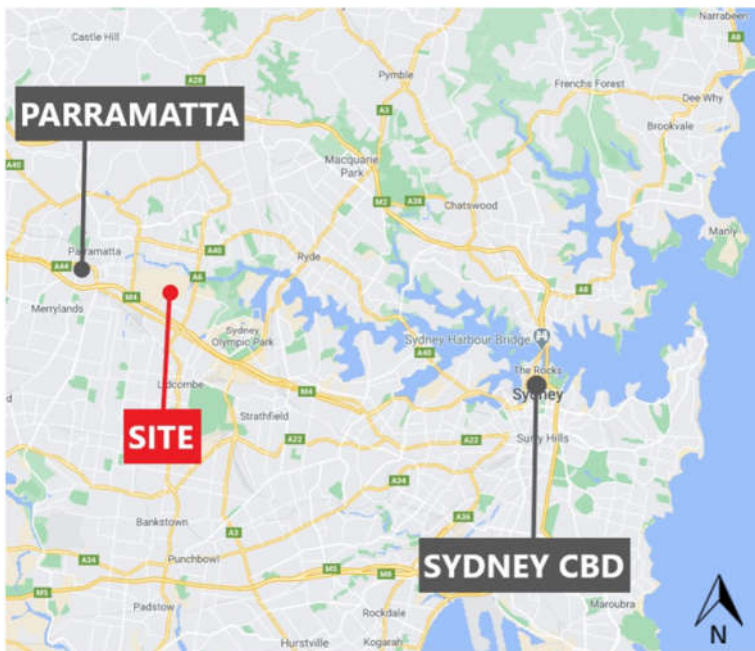 Narrabeen
A8
Castle Hill
A28
Pymble
Frenchs Forest
Dee Why
PARRAMATTA
A3
Brookvale
A40
Macquarie
Park
M2
A38
Chatswood
Manly
Parramatta
A40
Ryde
A44
A6
A8
M4
Merrylands
Sydney
Olympic Park
Sydney Harbour Bridge
A40
The Rocks
Lidcombe
M4
Sydney
Strathfield
SITE
A22
A22
Surry Hills
A34
Bankstown
A3
A36
A34
Punchbowl
M5
M8
SYDNEY CBD
M5
Padstow
Rockdale
Maroubra
Hurstville
Kogarah
N